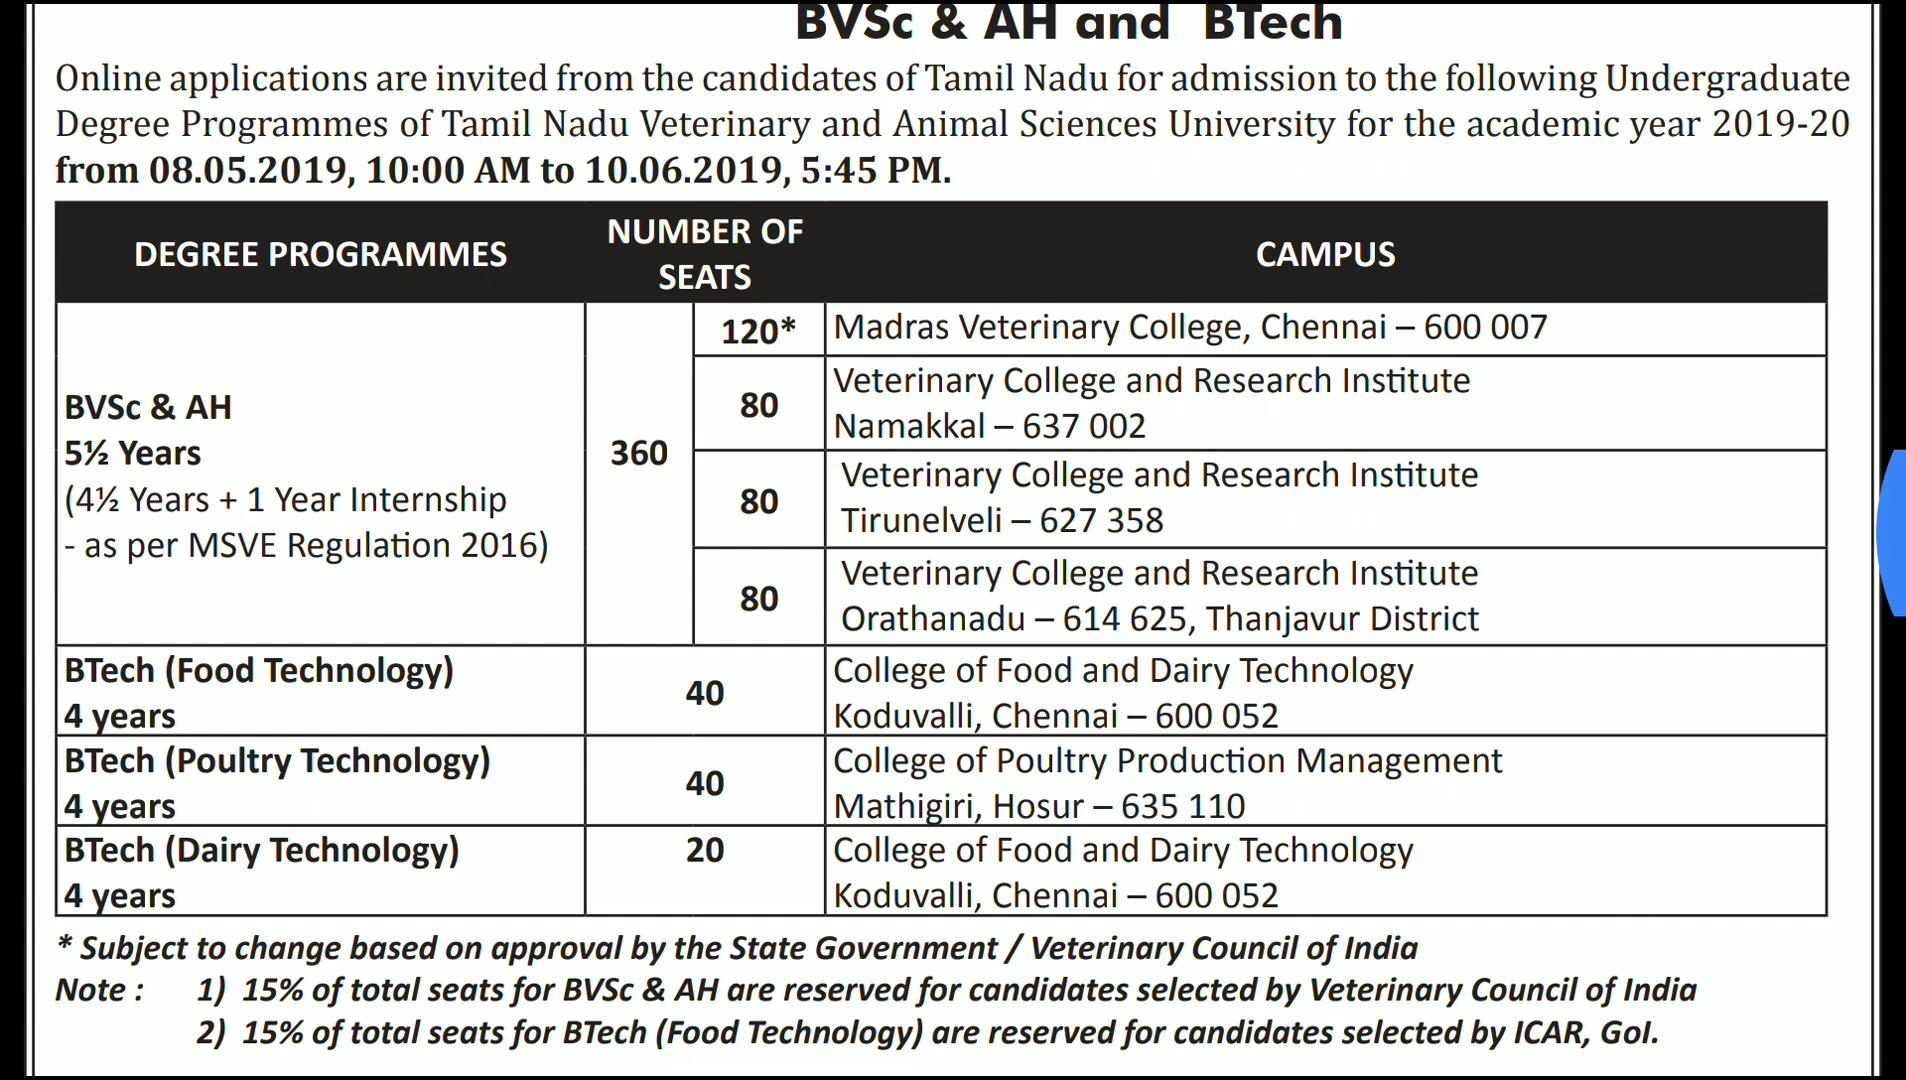 BVSc & AH and BTech
Online applications are invited from the candidates of Tamil Nadu for admission to the following Undergraduate
Degree Programmes of Tamil Nadu Veterinary and Animal Sciences University for the academic year 2019-20
from 08.05.2019, 10:00 AM to 10.06.2019, 5:45 PM.
DEGREE PROGRAMMES
NUMBER OF
SEATS
CAMPUS
BVSc & AH
5½ Years
(4½ Years + 1 Year Internship
- as per MSVE Regulation 2016)
360
120*
Madras Veterinary College, Chennai – 600 007
80
Veterinary College and Research Institute
Namakkal – 637 002
80
Veterinary College and Research Institute
Tirunelveli – 627 358
80
Veterinary College and Research Institute
Orathanadu – 614 625, Thanjavur District
BTech (Food Technology)
4 years
40
College of Food and Dairy Technology
Koduvalli, Chennai – 600 052
BTech (Poultry Technology)
4 years
40
College of Poultry Production Management
Mathigiri, Hosur – 635 110
BTech (Dairy Technology)
4 years
20
College of Food and Dairy Technology
Koduvalli, Chennai – 600 052
* Subject to change based on approval by the State Government / Veterinary Council of India
Note : 1) 15% of total seats for BVSc & AH are reserved for candidates selected by Veterinary Council of India
2) 15% of total seats for BTech (Food Technology) are reserved for candidates selected by ICAR, GoI.